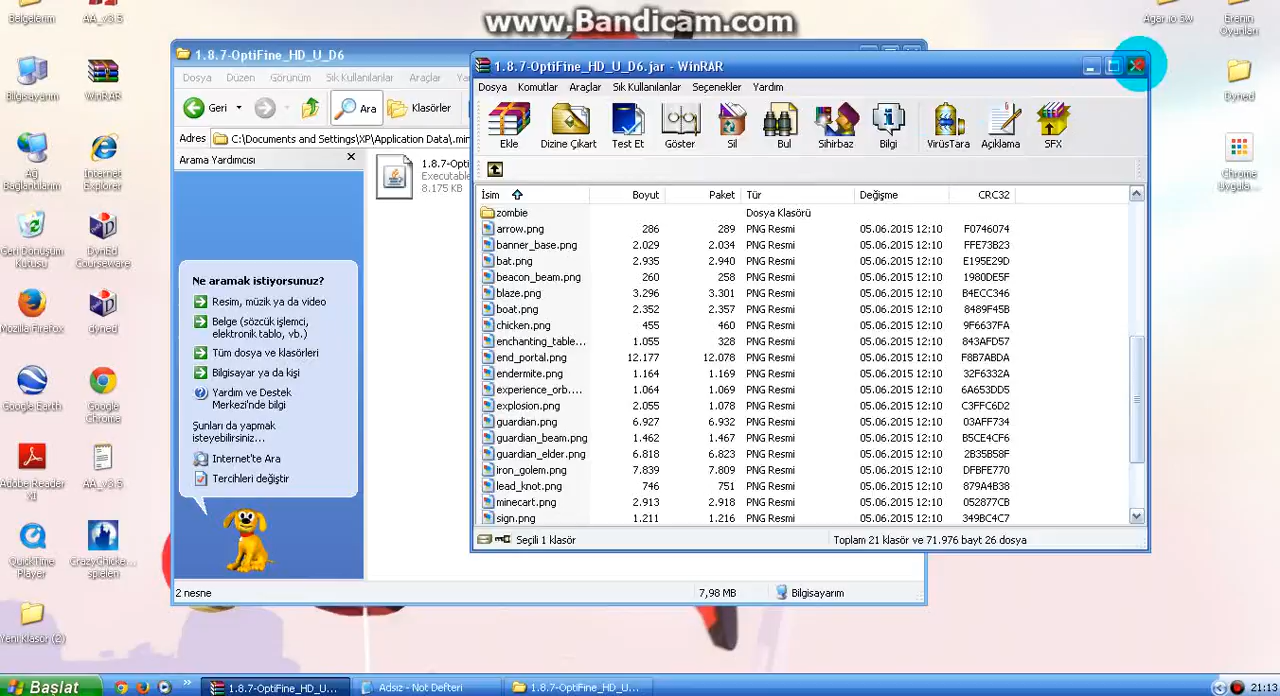 www.Bandicam.com
Belgelerim
AA_v3.5
Agar.io Sw
Erenin
Oyunları
1.8.7-OptiFine_HD_U_D6
Dosya Düzen Görünüm Sık Kullanılanlar Araçlar
Geri
Ara
Klasörler
Adres
C:\Documents and Settings\XP\Application Data\.min
Arama Yardımcısı
Ne aramak istiyorsunuz?
Resim, müzik ya da video
Belge (sözcük işlemci,
elektronik tablo, vb.)
Tüm dosya ve klasörleri
Bilgisayar ya da kişi
Yardım ve Destek
Merkezi'nde bilgi
Şunları da yapmak
isteyebilirsiniz...
Internet'te Ara
Tercihleri değiştir
1.8.7-Opti
Executable
8.175 KB
2 nesne
7,98 MB
Bilgisayarım
1.8.7-OptiFine_HD_U_D6.jar - WinRAR
Dosya Komutlar Araçlar Sık Kullanılanlar Seçenekler Yardım
Ekle Dizine Çıkart Test Et Göster Sil Bul Sihirbaz Bilgi VirüsTara Açıklama SFX
İsim Boyut Paket Tür Değişme CRC32
zombie Dosya Klasörü
arrow.png 286 289 PNG Resmi 05.06.2015 12:10 F0746074
banner_base.png 2.029 2.034 PNG Resmi 05.06.2015 12:10 FFE73B23
bat.png 2.935 2.940 PNG Resmi 05.06.2015 12:10 E195E29D
beacon_beam.png 260 258 PNG Resmi 05.06.2015 12:10 1980DE5F
blaze.png 3.296 3.301 PNG Resmi 05.06.2015 12:10 B4ECC346
boat.png 2.352 2.357 PNG Resmi 05.06.2015 12:10 8489F45B
chicken.png 455 460 PNG Resmi 05.06.2015 12:10 9F6637FA
enchanting_table... 1.055 328 PNG Resmi 05.06.2015 12:10 843AFD57
end_portal.png 12.177 12.078 PNG Resmi 05.06.2015 12:10 F8B7ABDA
endermite.png 1.164 1.169 PNG Resmi 05.06.2015 12:10 32F6332A
experience_orb.... 1.064 1.069 PNG Resmi 05.06.2015 12:10 6A653DD5
explosion.png 2.055 1.078 PNG Resmi 05.06.2015 12:10 C3FFC6D2
guardian.png 6.927 6.932 PNG Resmi 05.06.2015 12:10 03AFF734
guardian_beam.png 1.462 1.467 PNG Resmi 05.06.2015 12:10 B5CE4CF6
guardian_elder.png 6.818 6.823 PNG Resmi 05.06.2015 12:10 2B35B58F
iron_golem.png 7.839 7.809 PNG Resmi 05.06.2015 12:10 DFBFE770
lead_knot.png 746 751 PNG Resmi 05.06.2015 12:10 879A4B38
minecart.png 2.913 2.918 PNG Resmi 05.06.2015 12:10 052877CB
sign.png 1.211 1.216 PNG Resmi 05.06.2015 12:10 349BC4C7
Seçili 1 klasör
Toplam 21 klasör ve 71.976 bayt 26 dosya
Bilgisayarım
WinRAR
Ağ
Bağlantılarım
Internet
Explorer
Geri Dönüşüm
Kutusu
DynEd
Courseware
Mozilla Firefox
dyned
Google Earth
Google
Chrome
Adobe Reader
XI
AA_v3.5
QuickTime
Player
CrazyChicke...
spielen
Yeni Klasör (2)
Dyned
Chrome
Uygula...
Başlat
1.8.7-OptiFine_HD_U...
Adsız - Not Defteri
1.8.7-OptiFine_HD_U...
21:13